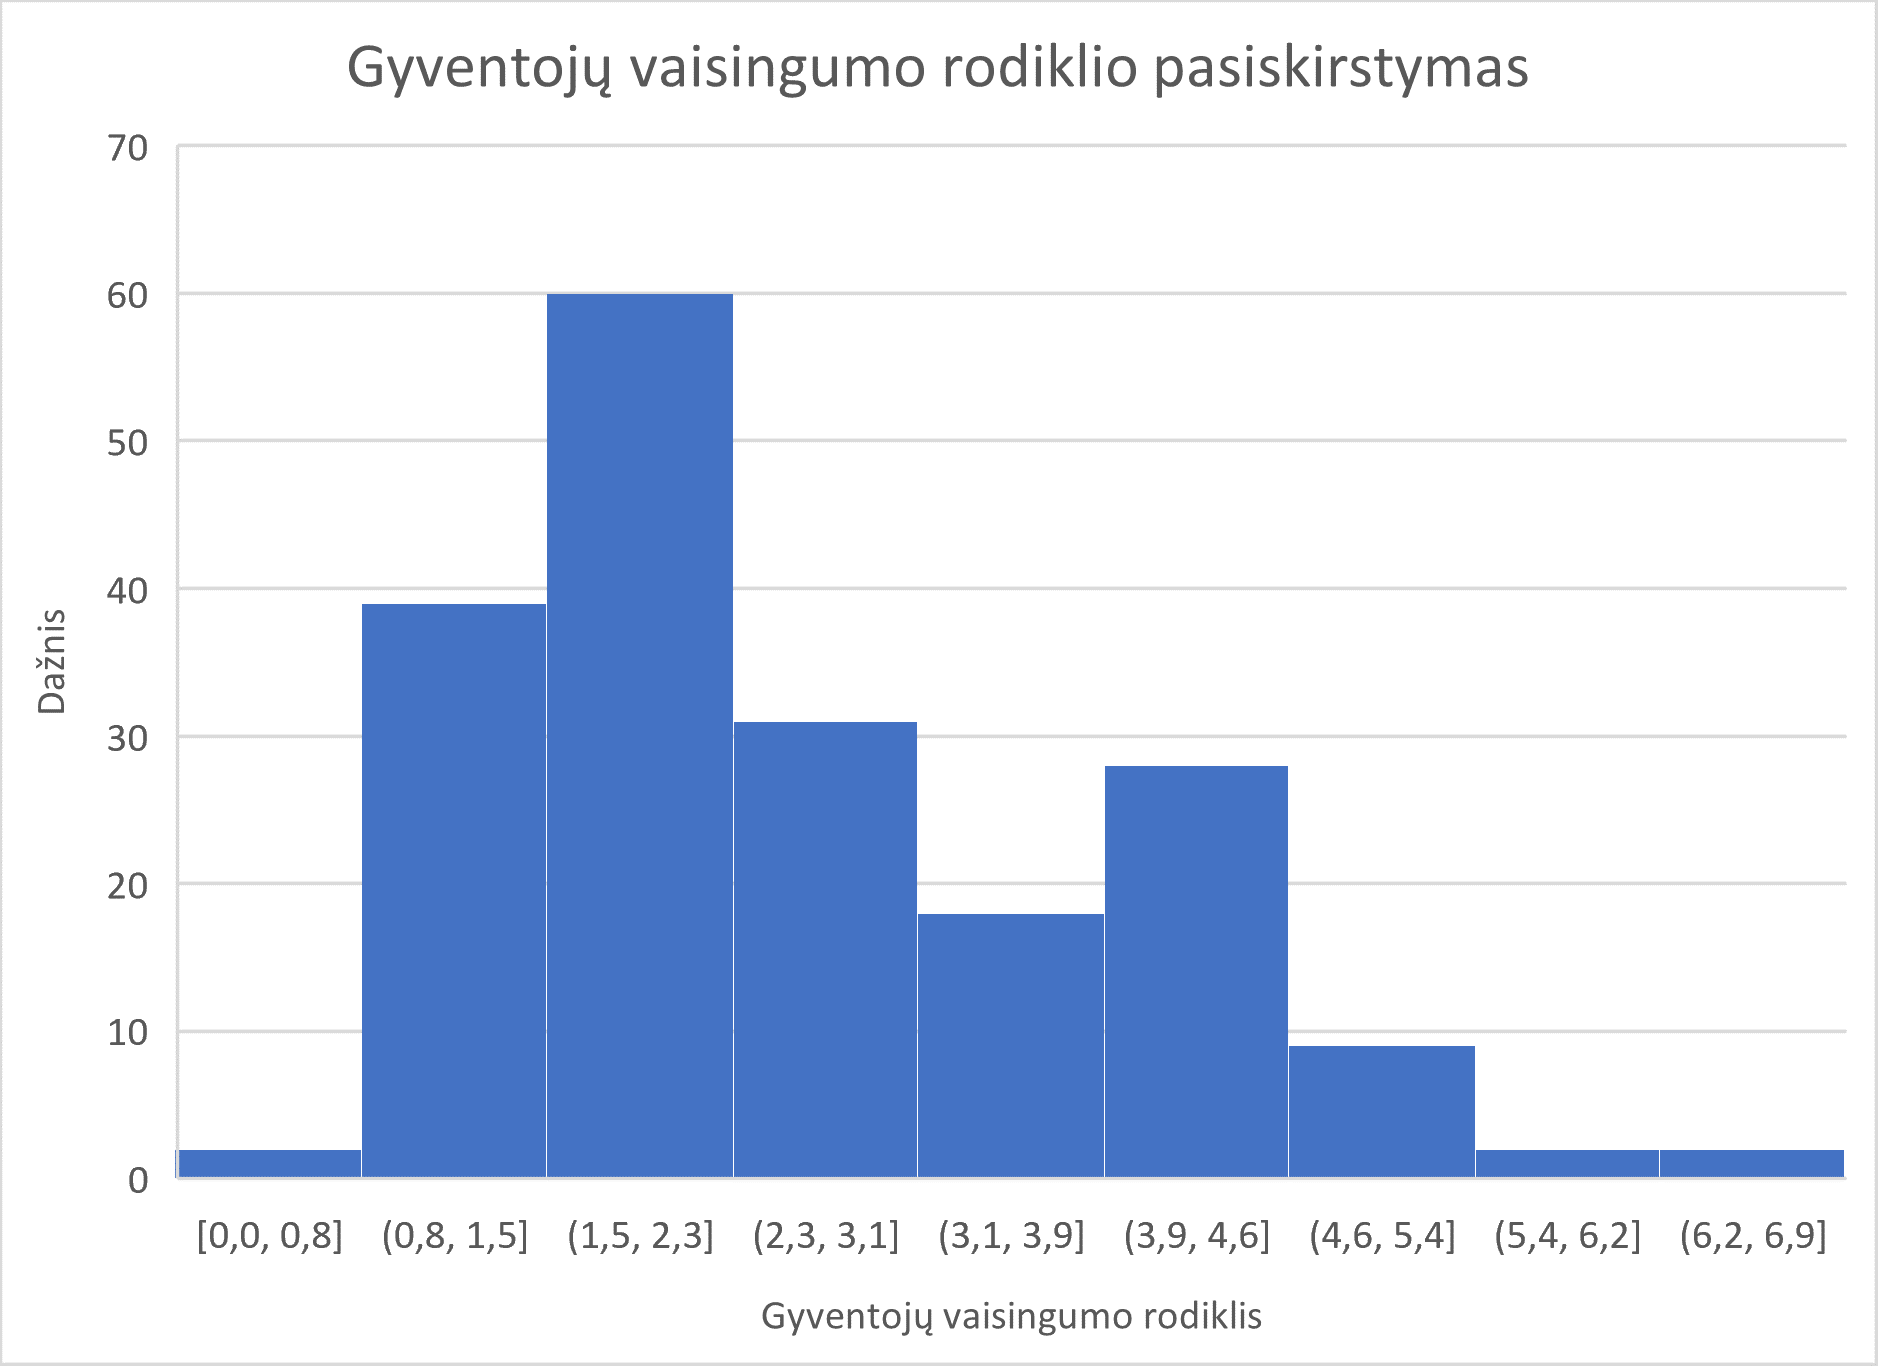 Gyventojų vaisingumo rodiklio pasiskirstymas
70
60
50
40
30
20
10
0
Dažnis
[0,0, 0,8] (0,8, 1,5] (1,5, 2,3] (2,3, 3,1] (3,1, 3,9] (3,9, 4,6] (4,6, 5,4] (5,4, 6,2] (6,2, 6,9]
Gyventojų vaisingumo rodiklis